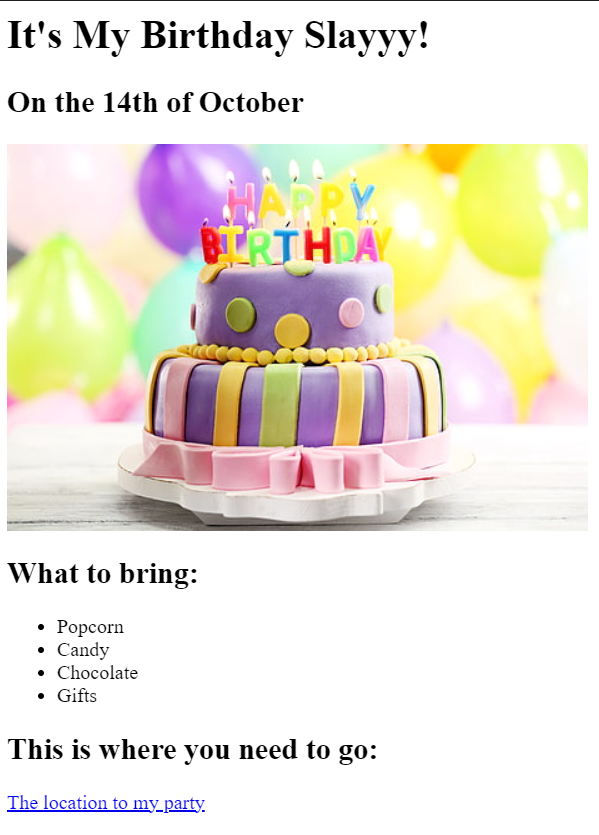 It's My Birthday Slayyy!
On the 14th of October
HAPPY
BIRTHDAY
What to bring:
Popcorn
Candy
Chocolate
Gifts
This is where you need to go:
The location to my party